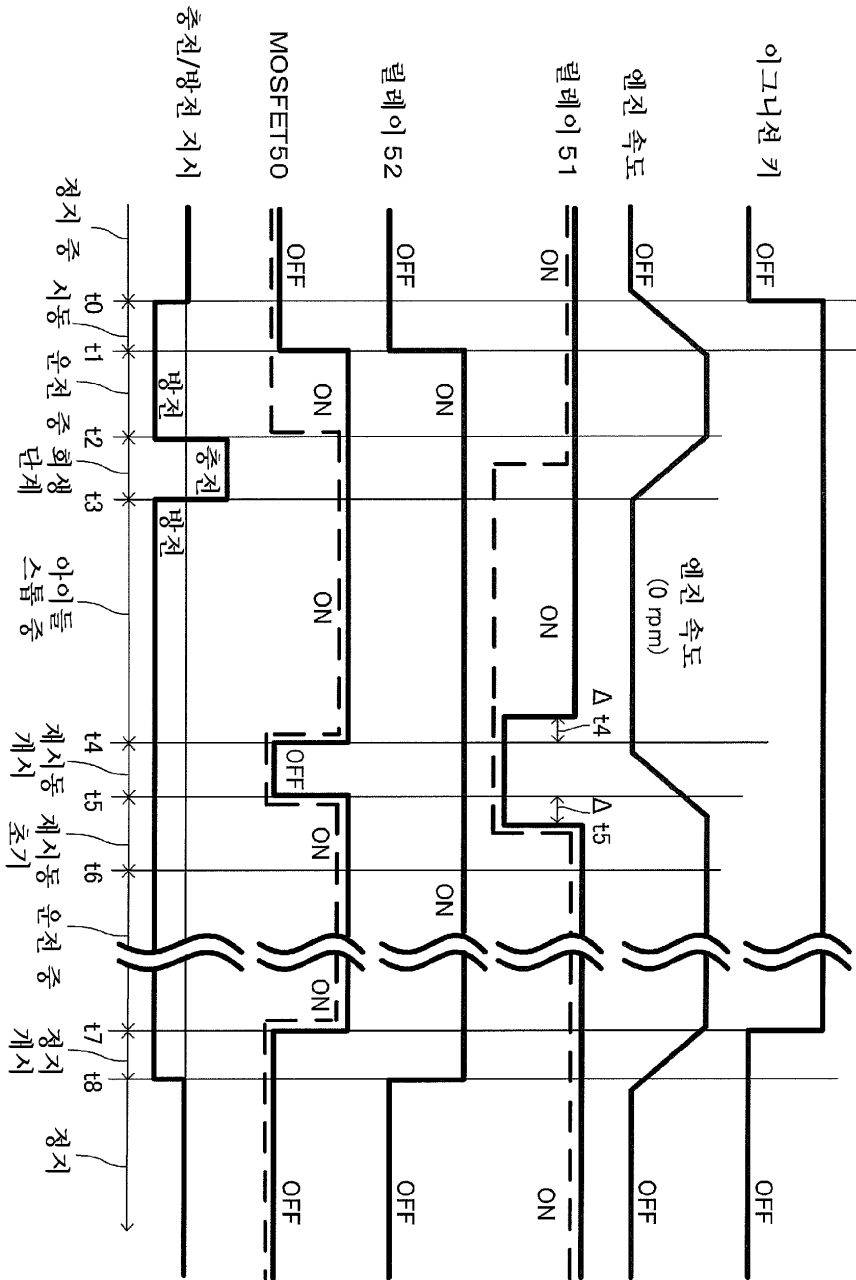 이그니션 키
OFF
OFF
엔진 속도
OFF
엔진 속도
(0 rpm)
OFF
릴레이 51
ON
ON
Δt4
Δt5
ON
릴레이 52
OFF
ON
ON
OFF
MOSFET50
OFF
ON
ON
OFF
ON
ON
OFF
충전/방전 지시
방전
충전
방전
t0
t1
t2
t3
t4
t5
t6
t7
t8
정지 중
시동
운전 중
회생
단계
아이들
스톱 중
재시동
개시
재시동
초기
운전 중
정지
개시
정지